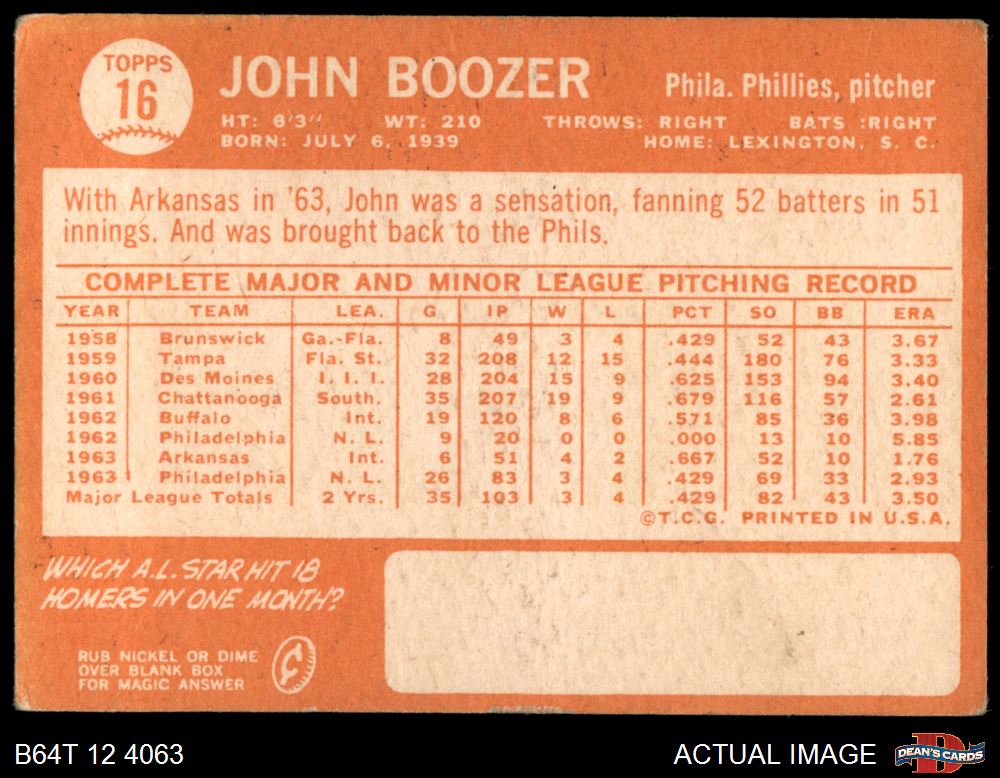 TOPPS
16
JOHN BOOZER
Phila. Phillies, pitcher
HT: 6'3" WT: 210 THROWS: RIGHT BATS :RIGHT
BORN: JULY 6, 1939 HOME: LEXINGTON, S. C.
With Arkansas in '63, John was a sensation, fanning 52 batters in 51
innings. And was brought back to the Phils.
COMPLETE MAJOR AND MINOR LEAGUE PITCHING RECORD
YEAR TEAM LEA. G IP W L PCT SO BB ERA
1958 Brunswick Ga.-Fla. 8 49 3 4 .429 52 43 3.67
1959 Tampa Fla. St. 32 208 12 15 .444 180 76 3.33
1960 Des Moines I. I. I. 28 204 15 9 .625 153 94 3.40
1961 Chattanooga South. 35 207 19 9 .679 116 57 2.61
1962 Buffalo Int. 19 120 8 6 .571 85 36 3.98
1962 Philadelphia N. L. 9 20 0 0 .000 13 10 5.85
1963 Arkansas Int. 6 51 4 2 .667 52 10 1.76
1963 Philadelphia N. L. 26 83 3 4 .429 69 33 2.93
Major League Totals 2 Yrs. 35 103 3 4 .429 82 43 3.50
©T.C.G. PRINTED IN U.S.A.
WHICH A.L. STAR HIT 18
HOMERS IN ONE MONTH?
RUB NICKEL OR DIME
OVER BLANK BOX
FOR MAGIC ANSWER
¢
B64T 12 4063
ACTUAL IMAGE
DEAN'S CARDS